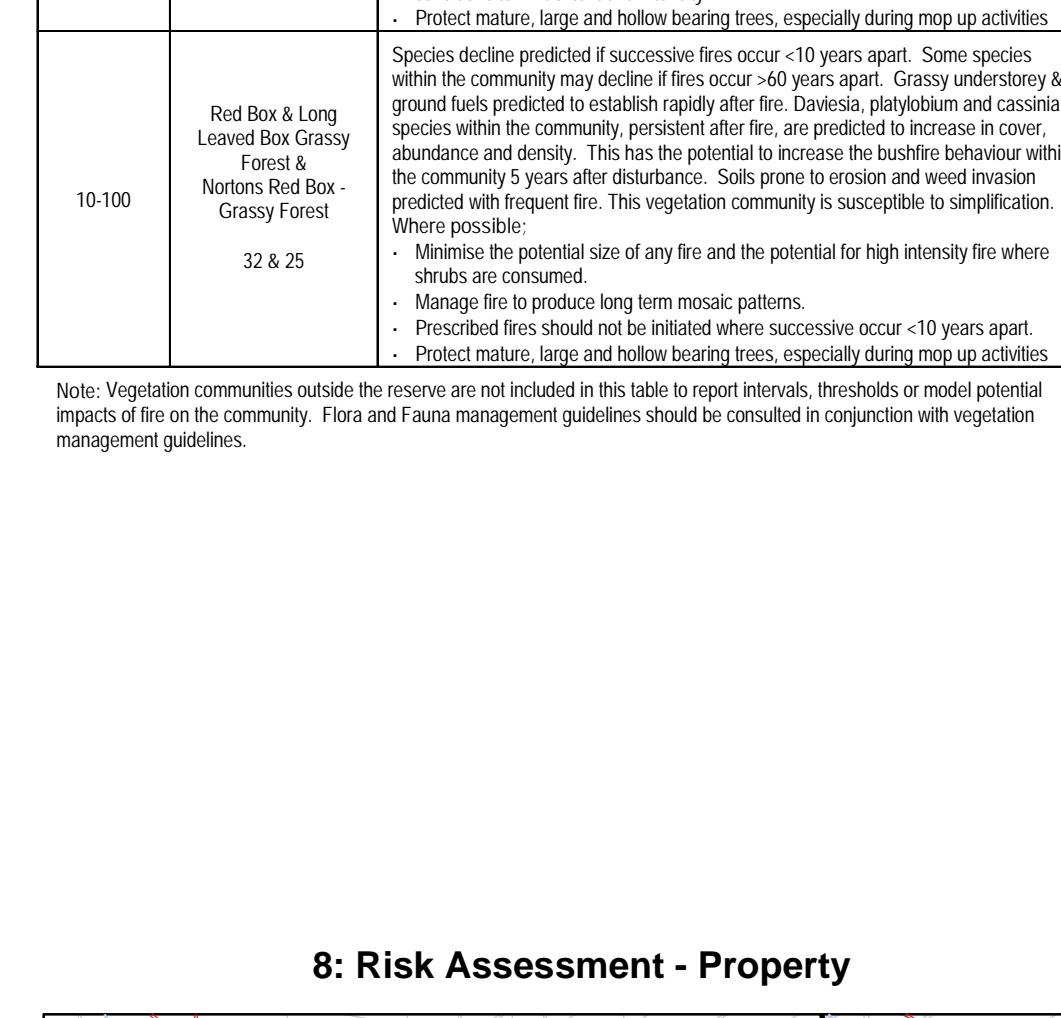 · Protect mature, large and hollow bearing trees, especially during mop up activities
10-100
Red Box & Long
Leaved Box Grassy
Forest &
Nortons Red Box -
Grassy Forest
32 & 25
Species decline predicted if successive fires occur <10 years apart. Some species
within the community may decline if fires occur >60 years apart. Grassy understorey &
ground fuels predicted to establish rapidly after fire. Daviesia, platylobium and cassinia
species within the community, persistent after fire, are predicted to increase in cover,
abundance and density. This has the potential to increase the bushfire behaviour withi
the community 5 years after disturbance. Soils prone to erosion and weed invasion
predicted with frequent fire. This vegetation community is susceptible to simplification.
Where possible;
· Minimise the potential size of any fire and the potential for high intensity fire where
shrubs are consumed.
· Manage fire to produce long term mosaic patterns.
· Prescribed fires should not be initiated where successive occur <10 years apart.
· Protect mature, large and hollow bearing trees, especially during mop up activities
Note: Vegetation communities outside the reserve are not included in this table to report intervals, thresholds or model potential
impacts of fire on the community. Flora and Fauna management guidelines should be consulted in conjunction with vegetation
management guidelines.
8: Risk Assessment - Property